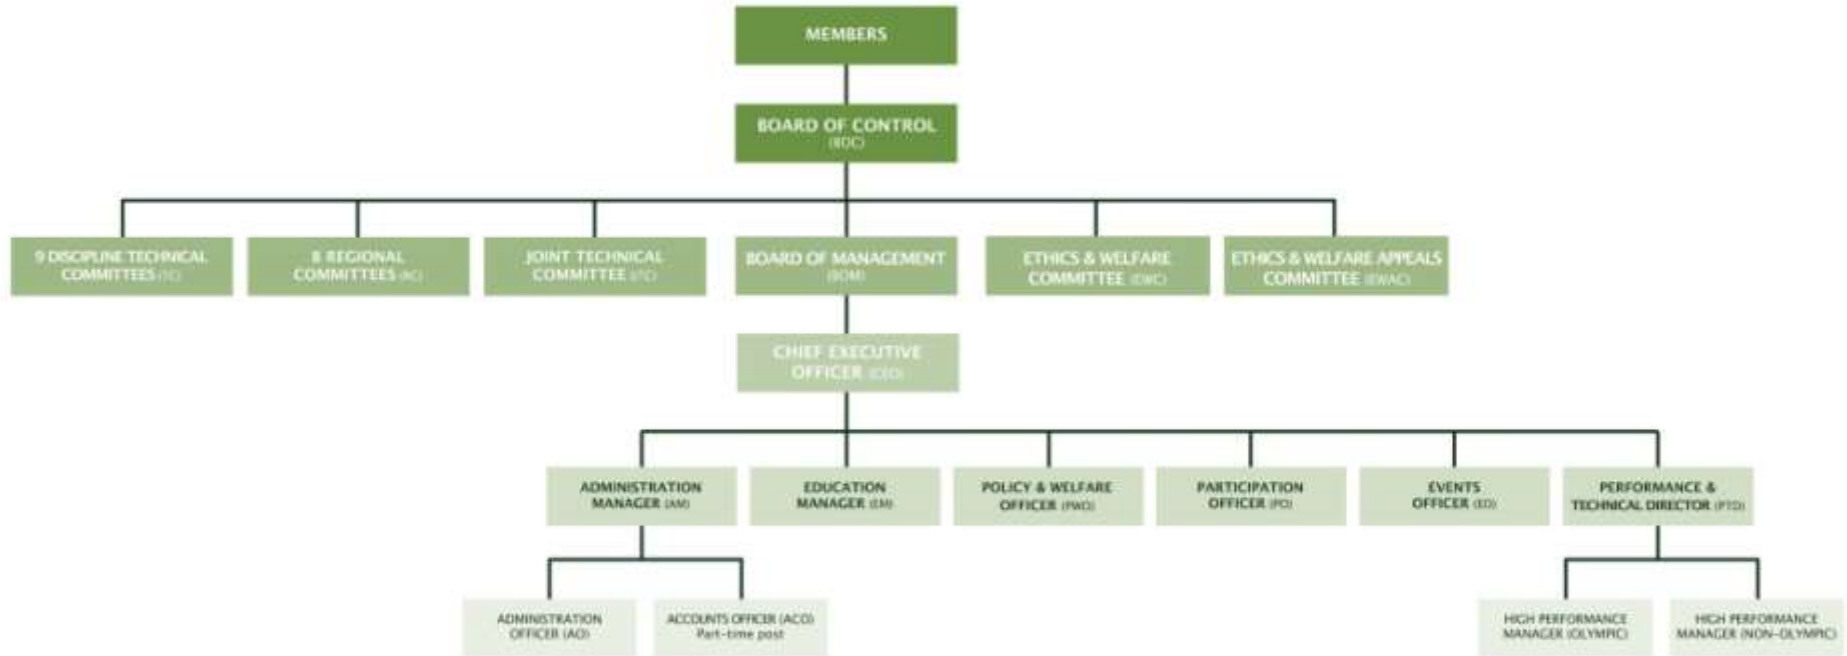 MEMBERS
BOARD OF CONTROL
(BOC)
9 DISCIPLINE TECHNICAL
COMMITTEES (TC)
8 REGIONAL
COMMITTEES (RC)
JOINT TECHNICAL
COMMITTEE (JTC)
BOARD OF MANAGEMENT
(BOM)
ETHICS & WELFARE
COMMITTEE (EWC)
ETHICS & WELFARE APPEALS
COMMITTEE (EWAC)
CHIEF EXECUTIVE
OFFICER (CEO)
ADMINISTRATION
MANAGER (AM)
EDUCATION
MANAGER (EM)
POLICY & WELFARE
OFFICER (PWO)
PARTICIPATION
OFFICER (PO)
EVENTS
OFFICER (EO)
PERFORMANCE &
TECHNICAL DIRECTOR (PTD)
ADMINISTRATION
OFFICER (AO)
ACCOUNTS OFFICER (ACO)
Part-time post
HIGH PERFORMANCE
MANAGER (OLYMPIC)
HIGH PERFORMANCE
MANAGER (NON-OLYMPIC)